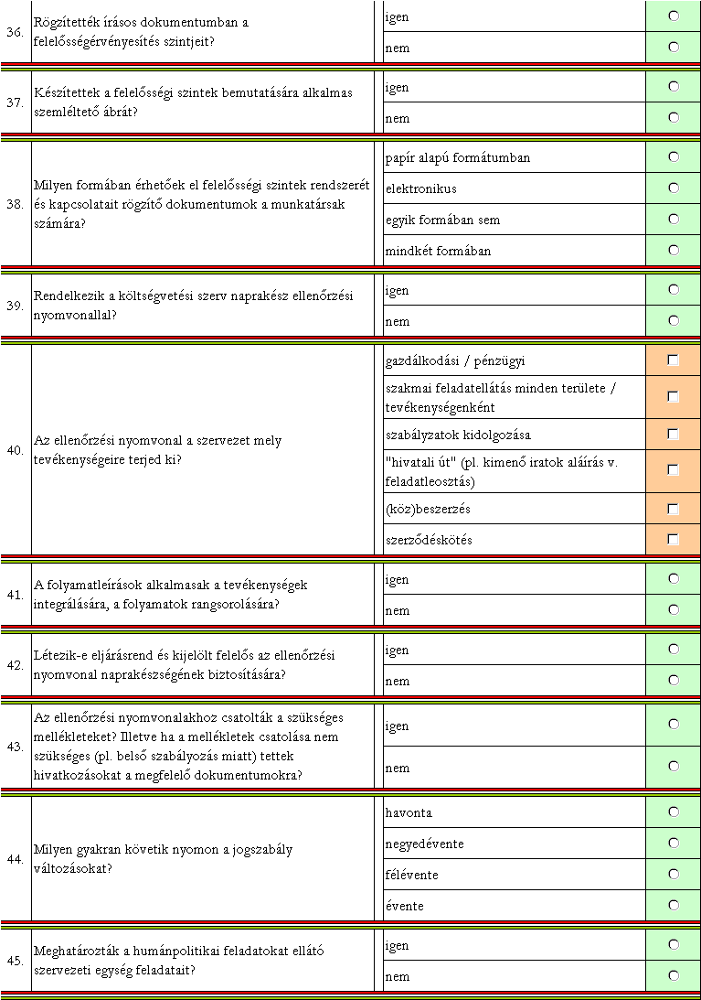 36.
Rögzítették írásos dokumentumban a
felelősségérvényesítés szintjeit?
igen
nem
37.
Készítettek a felelősségi szintek bemutatására alkalmas
szemléltető ábrát?
igen
nem
38.
Milyen formában érhetőek el felelősségi szintek rendszerét
és kapcsolatait rögzítő dokumentumok a munkatársak
számára?
papír alapú formátumban
elektronikus
egyik formában sem
mindkét formában
39.
Rendelkezik a költségvetési szerv naprakész ellenőrzési
nyomvonallal?
igen
nem
40.
Az ellenőrzési nyomvonal a szervezet mely
tevékenységeire terjed ki?
gazdálkodási / pénzügyi
szakmai feladatellátás minden területe /
tevékenységenként
szabályzatok kidolgozása
"hivatali út" (pl. kimenő iratok aláírás v.
feladatleosztás)
(köz)beszerzés
szerződéskötés
41.
A folyamatleírások alkalmasak a tevékenységek
integrálására, a folyamatok rangsorolására?
igen
nem
42.
Létezik-e eljárásrend és kijelölt felelős az ellenőrzési
nyomvonal naprakészségének biztosítására?
igen
nem
43.
Az ellenőrzési nyomvonalakhoz csatolták a szükséges
mellékleteket? Illetve ha a mellékletek csatolása nem
szükséges (pl. belső szabályozás miatt) tettek
hivatkozásokat a megfelelő dokumentumokra?
igen
nem
44.
Milyen gyakran követik nyomon a jogszabály
változásokat?
havonta
negyedévente
félévente
évente
45.
Meghatározták a humánpolitikai feladatokat ellátó
szervezeti egység feladatait?
igen
nem